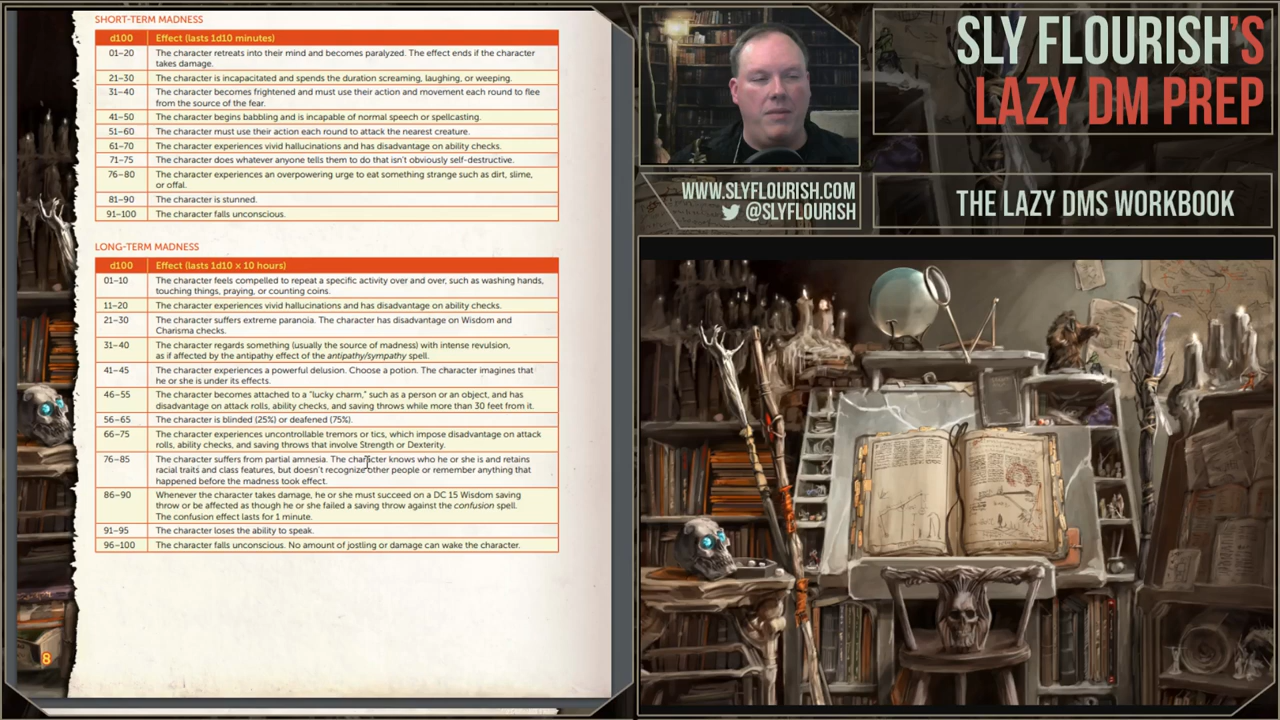 SHORT-TERM MADNESS
d100 Effect (lasts 1d10 minutes)
01–20 The character retreats into their mind and becomes paralyzed. The effect ends if the character
takes damage.
21–30 The character is incapacitated and spends the duration screaming, laughing, or weeping.
31–40 The character becomes frightened and must use their action and movement each round to flee
from the source of the fear.
41–50 The character begins babbling and is incapable of normal speech or spellcasting.
51–60 The character must use their action each round to attack the nearest creature.
61–70 The character experiences vivid hallucinations and has disadvantage on ability checks.
71–75 The character does whatever anyone tells them to do that isn't obviously self-destructive.
76–80 The character experiences an overpowering urge to eat something strange such as dirt, slime,
or offal.
81–90 The character is stunned.
91–100 The character falls unconscious.
LONG-TERM MADNESS
d100 Effect (lasts 1d10 x 10 hours)
01–10 The character feels compelled to repeat a specific activity over and over, such as washing hands,
touching things, praying, or counting coins.
11–20 The character experiences vivid hallucinations and has disadvantage on ability checks.
21–30 The character suffers extreme paranoia. The character has disadvantage on Wisdom and
Charisma checks.
31–40 The character regards something (usually the source of madness) with intense revulsion,
as if affected by the antipathy effect of the antipathy/sympathy spell.
41–45 The character experiences a powerful delusion. Choose a potion. The character imagines that
he or she is under its effects.
46–55 The character becomes attached to a "lucky charm," such as a person or an object, and has
disadvantage on attack rolls, ability checks, and saving throws while more than 30 feet from it.
56–65 The character is blinded (25%) or deafened (75%).
66–75 The character experiences uncontrollable tremors or tics, which impose disadvantage on attack
rolls, ability checks, and saving throws that involve Strength or Dexterity.
76–85 The character suffers from partial amnesia. The character knows who he or she is and retains
racial traits and class features, but doesn't recognize other people or remember anything that
happened before the madness took effect.
86–90 Whenever the character takes damage, he or she must succeed on a DC 15 Wisdom saving
throw or be affected as though he or she failed a saving throw against the confusion spell.
The confusion effect lasts for 1 minute.
91–95 The character loses the ability to speak.
96–100 The character falls unconscious. No amount of jostling or damage can wake the character.
8
SLY FLOURISH'S
LAZY DM PREP
WWW.SLYFLOURISH.COM
@SLYFLOURISH
THE LAZY DMS WORKBOOK